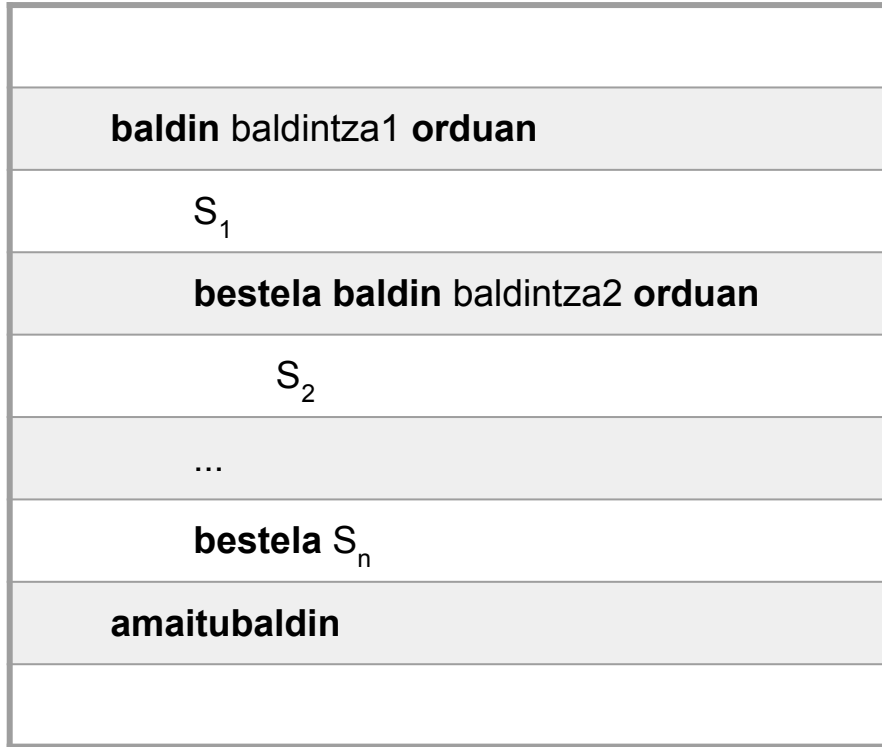 baldin baldintza1 orduan
S₁
bestela baldin baldintza2 orduan
S₂
...
bestela Sₙ
amaitubaldin